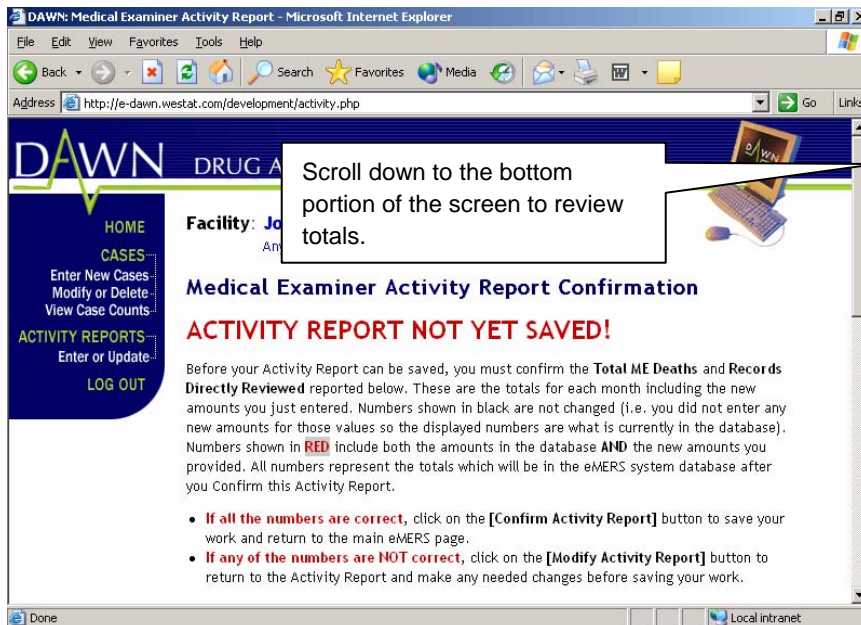 DAWN: Medical Examiner Activity Report - Microsoft Internet Explorer
File Edit View Favorites Tools Help
Back Search Favorites Media
Address http://e-dawn.westat.com/development/activity.php Go Links
DAWN DRUG A
DAWN
Scroll down to the bottom
portion of the screen to review
totals.
HOME
CASES
Enter New Cases
Modify or Delete
View Case Counts
ACTIVITY REPORTS
Enter or Update
LOG OUT
Facility: Jo
An
Medical Examiner Activity Report Confirmation
ACTIVITY REPORT NOT YET SAVED!
Before your Activity Report can be saved, you must confirm the Total ME Deaths and Records
Directly Reviewed reported below. These are the totals for each month including the new
amounts you just entered. Numbers shown in black are not changed (i.e. you did not enter any
new amounts for those values so the displayed numbers are what is currently in the database).
Numbers shown in RED include both the amounts in the database AND the new amounts you
provided. All numbers represent the totals which will be in the eMERS system database after
you Confirm this Activity Report.
• If all the numbers are correct, click on the [Confirm Activity Report] button to save your
work and return to the main eMERS page.
• If any of the numbers are NOT correct, click on the [Modify Activity Report] button to
return to the Activity Report and make any needed changes before saving your work.
Done Local intranet